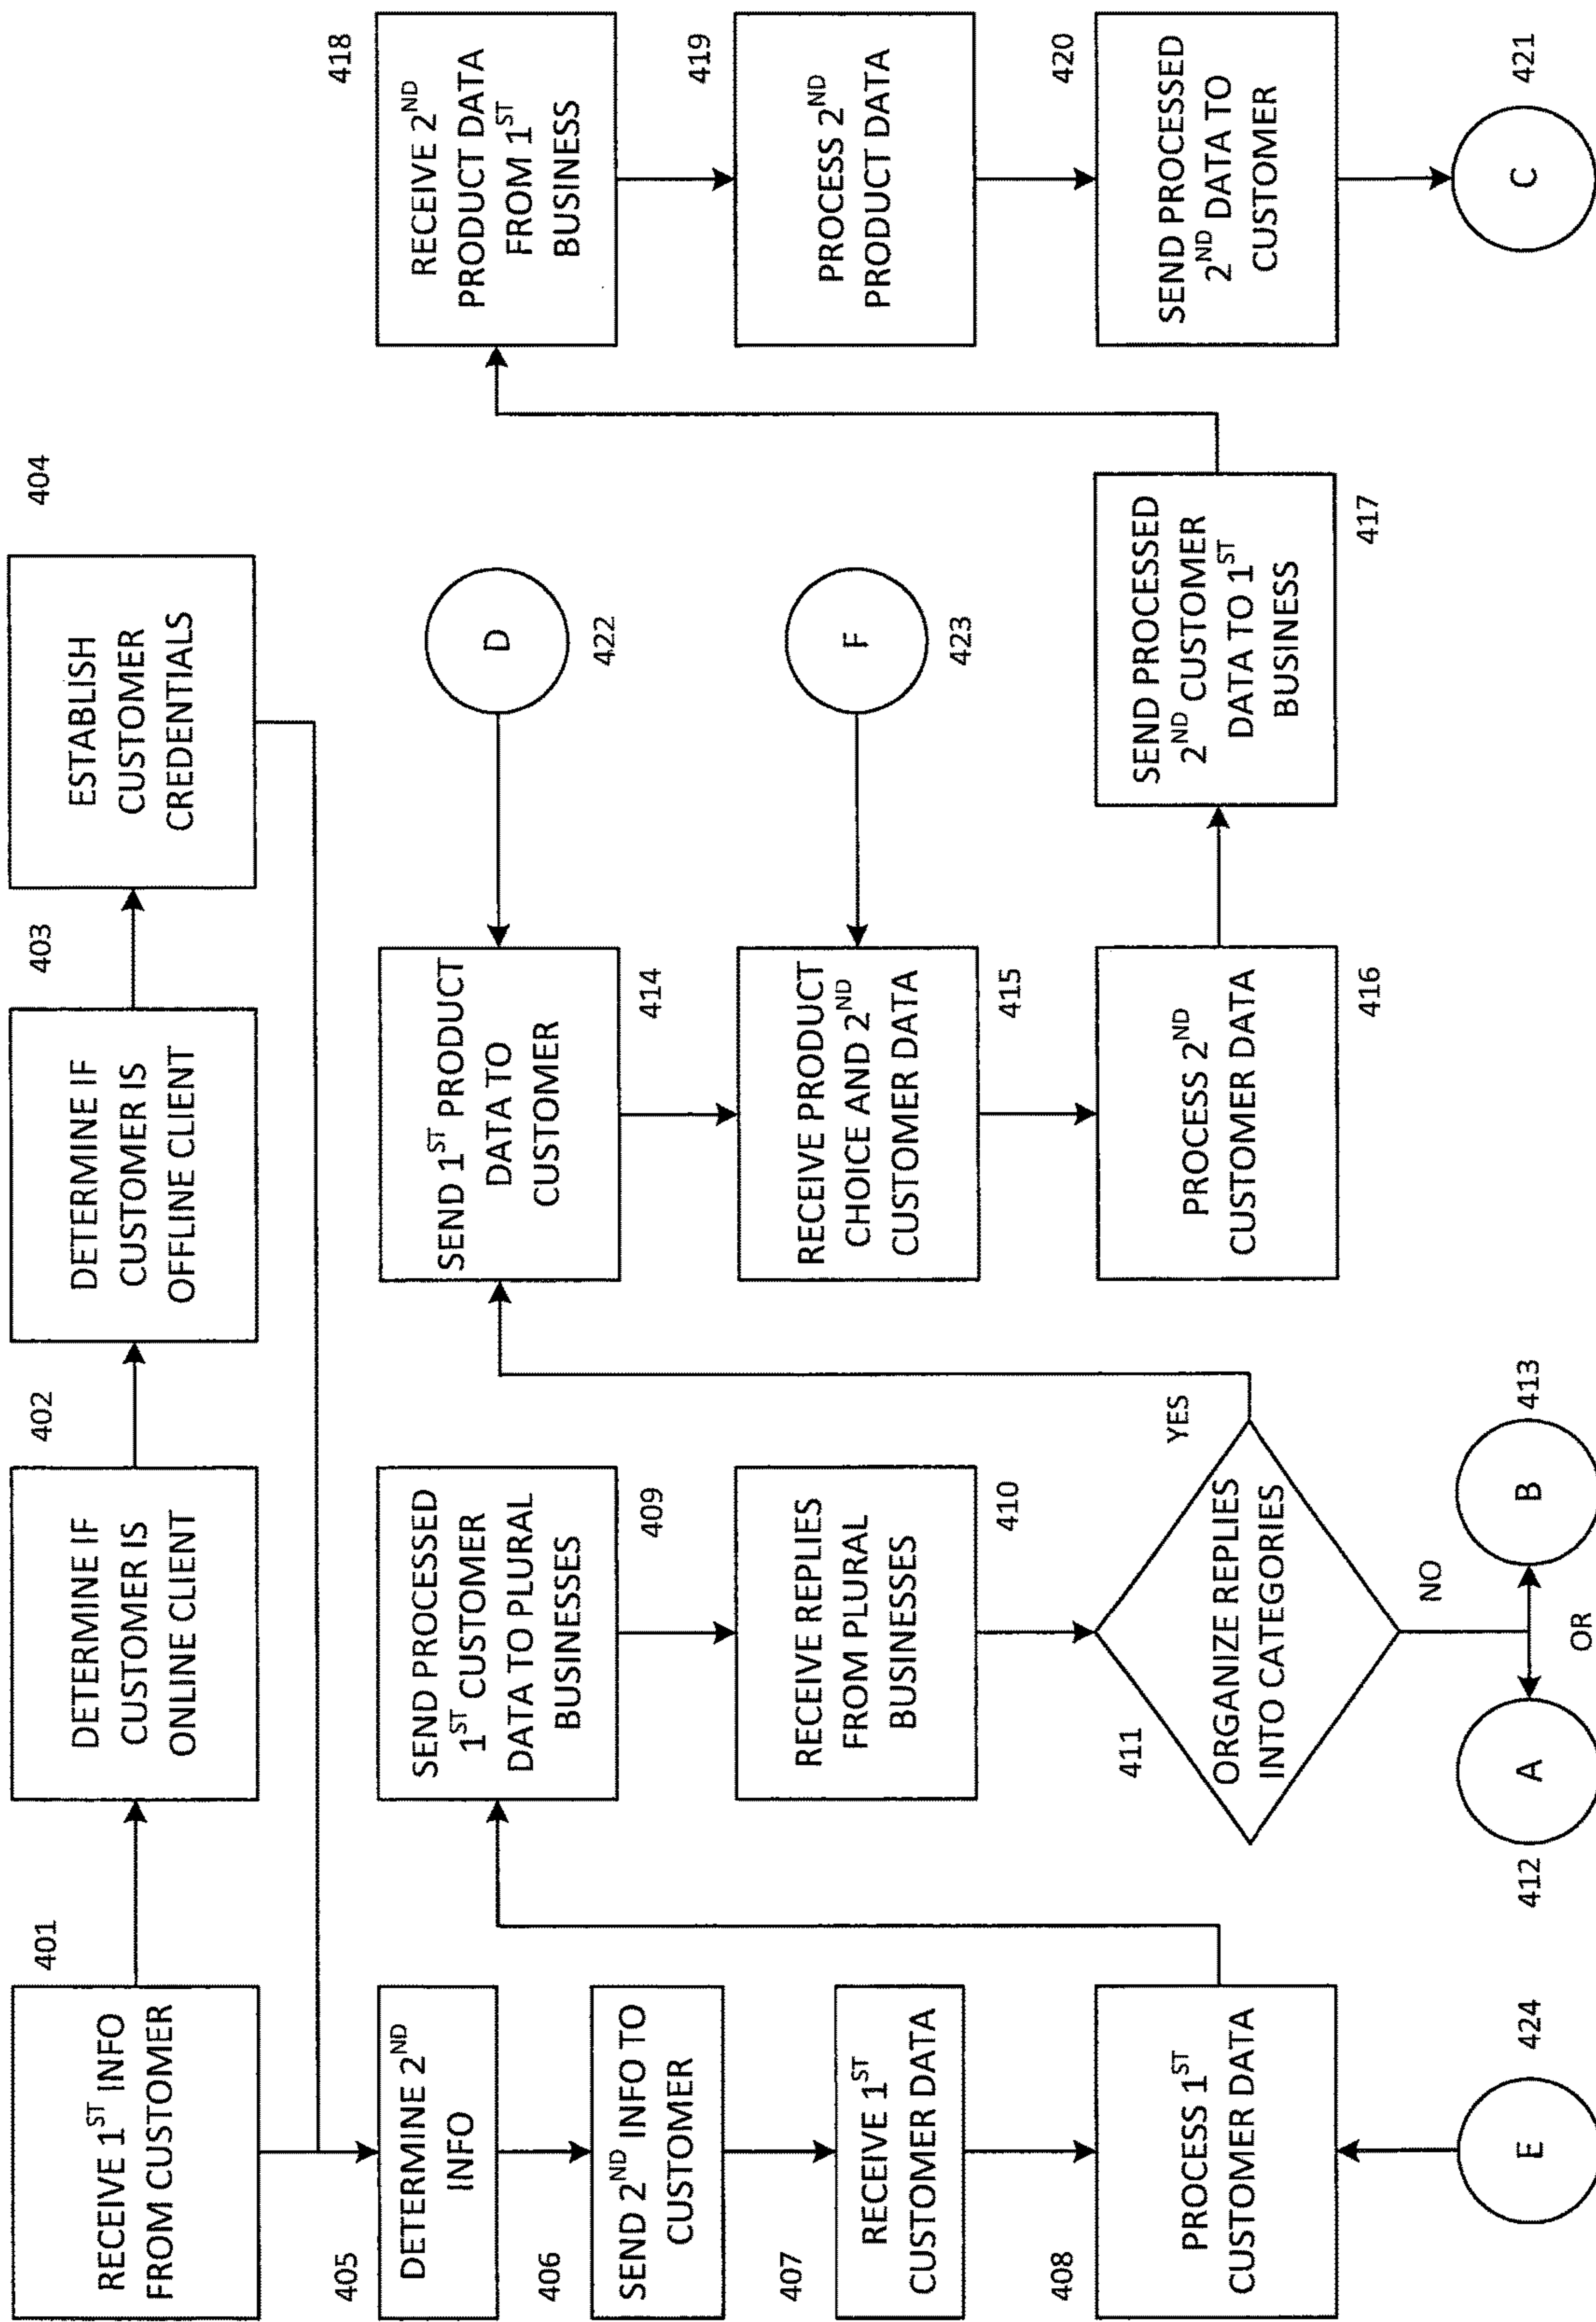 401
RECEIVE 1ST INFO
FROM CUSTOMER
402
DETERMINE IF
CUSTOMER IS
ONLINE CLIENT
403
DETERMINE IF
CUSTOMER IS
OFFLINE CLIENT
404
ESTABLISH
CUSTOMER
CREDENTIALS
405
DETERMINE 2ND
INFO
406
SEND 2ND INFO TO
CUSTOMER
407
RECEIVE 1ST
CUSTOMER DATA
408
PROCESS 1ST
CUSTOMER DATA
E
424
SEND PROCESSED
1ST CUSTOMER
DATA TO PLURAL
BUSINESSES
409
RECEIVE REPLIES
FROM PLURAL
BUSINESSES
410
411
ORGANIZE REPLIES
INTO CATEGORIES
YES
NO
A
412
OR
B
413
SEND 1ST PRODUCT
DATA TO
CUSTOMER
414
D
422
RECEIVE PRODUCT
CHOICE AND 2ND
CUSTOMER DATA
415
F
423
PROCESS 2ND
CUSTOMER DATA
416
SEND PROCESSED
2ND CUSTOMER
DATA TO 1ST
BUSINESS
417
418
RECEIVE 2ND
PRODUCT DATA
FROM 1ST
BUSINESS
419
PROCESS 2ND
PRODUCT DATA
420
SEND PROCESSED
2ND DATA TO
CUSTOMER
421
C